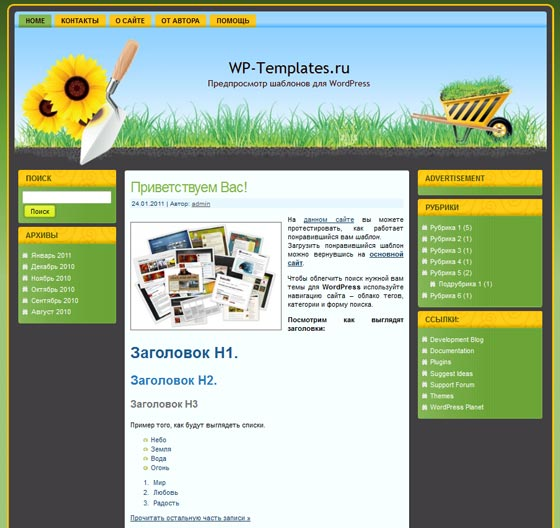 HOME КОНТАКТЫ О САЙТЕ ОТ АВТОРА ПОМОЩЬ
WP-Templates.ru
Предпросмотр шаблонов для WordPress
ПОИСК
Поиск
АРХИВЫ
Январь 2011
Декабрь 2010
Ноябрь 2010
Октябрь 2010
Сентябрь 2010
Август 2010
Приветствуем Вас!
24.01.2011 | Автор: admin
На данном сайте вы можете
протестировать, как работает
понравившийся вам шаблон.
Загрузить понравившийся шаблон
можно вернувшись на основной
сайт.
Чтобы облегчить поиск нужной вам
темы для WordPress используйте
навигацию сайта – облако тегов,
категории и форму поиска.
Посмотрим как выглядят
заголовки:
Заголовок H1.
Заголовок H2.
Заголовок H3
Пример того, как будут выглядеть списки.
Небо
Земля
Вода
Огонь
1. Мир
2. Любовь
3. Радость
Прочитать остальную часть записи »
ADVERTISEMENT
РУБРИКИ
Рубрика 1 (5)
Рубрика 2 (1)
Рубрика 3 (1)
Рубрика 4 (1)
Рубрика 5 (2)
Подрубрика 1 (1)
Рубрика 6 (1)
ССЫЛКИ:
Development Blog
Documentation
Plugins
Suggest Ideas
Support Forum
Themes
WordPress Planet